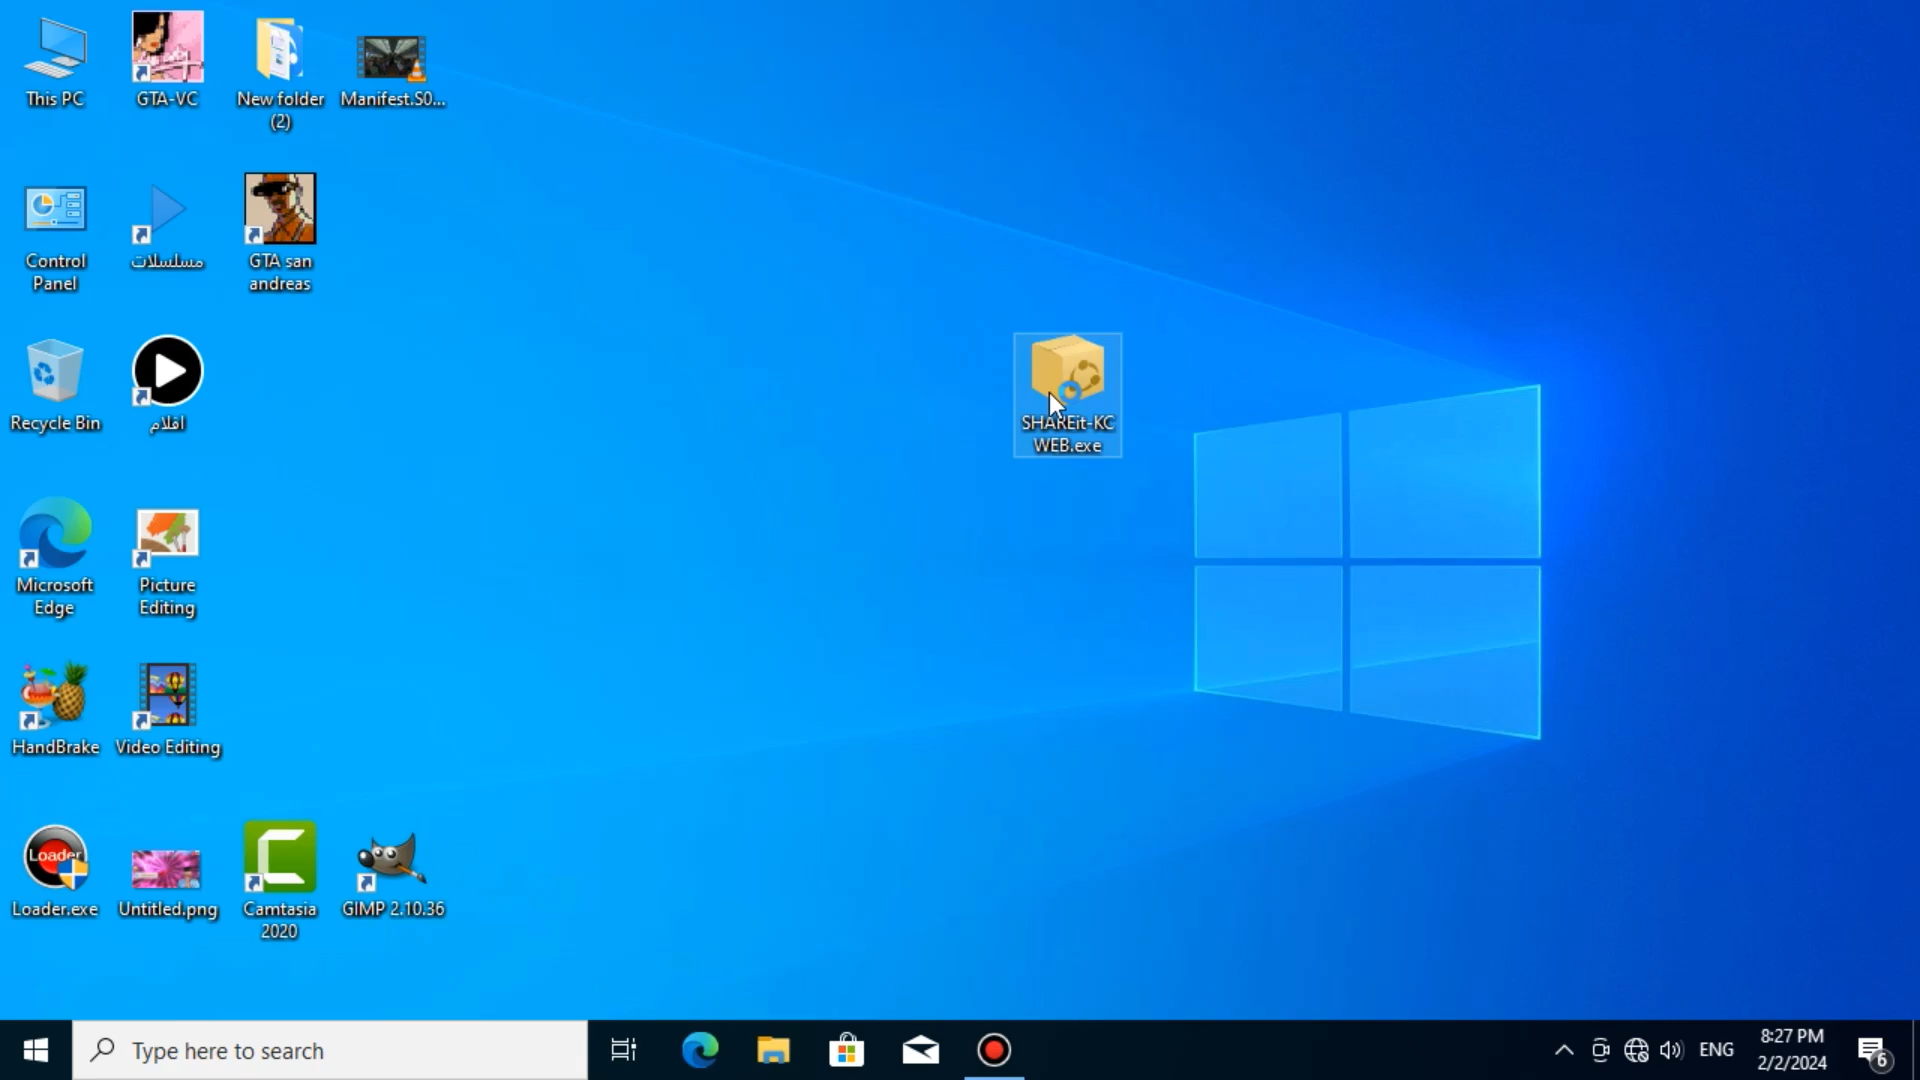 This PC
GTA-VC
New folder
(2)
Manifest.S0...
Control
Panel
مسلسلات
GTA san
andreas
Recycle Bin
افلام
SHAREit-KC
WEB.exe
Microsoft
Edge
Picture
Editing
HandBrake
Video Editing
Loader
Loader.exe
Untitled.png
Camtasia
2020
GIMP 2.10.36
Type here to search
ENG
8:27 PM
2/2/2024
6